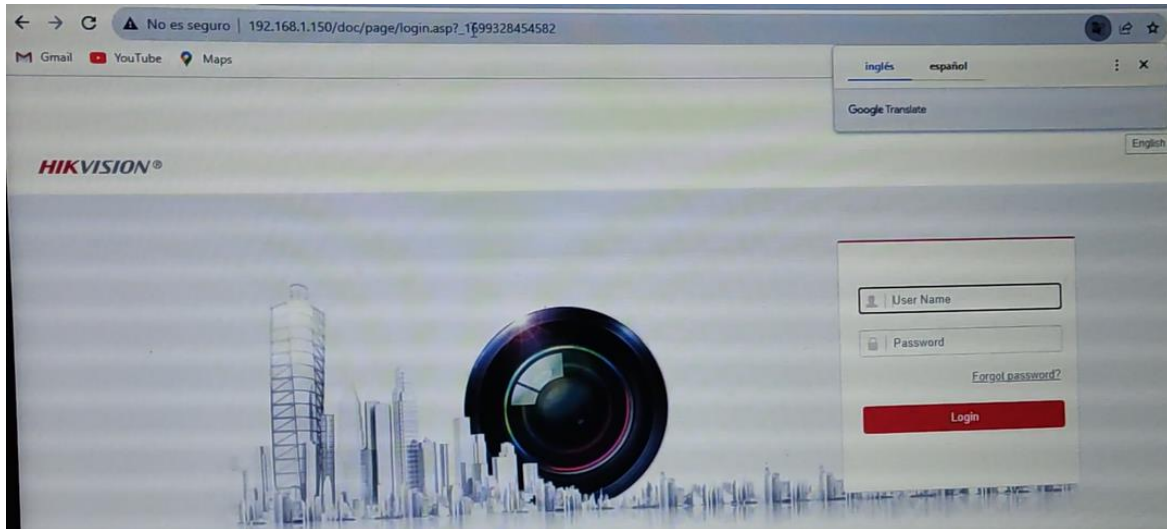 No es seguro | 192.168.1.150/doc/page/login.asp?_1699328454582
Gmail YouTube Maps
inglés español
Google Translate
English
HIKVISION®
User Name
Password
Forgot password?
Login